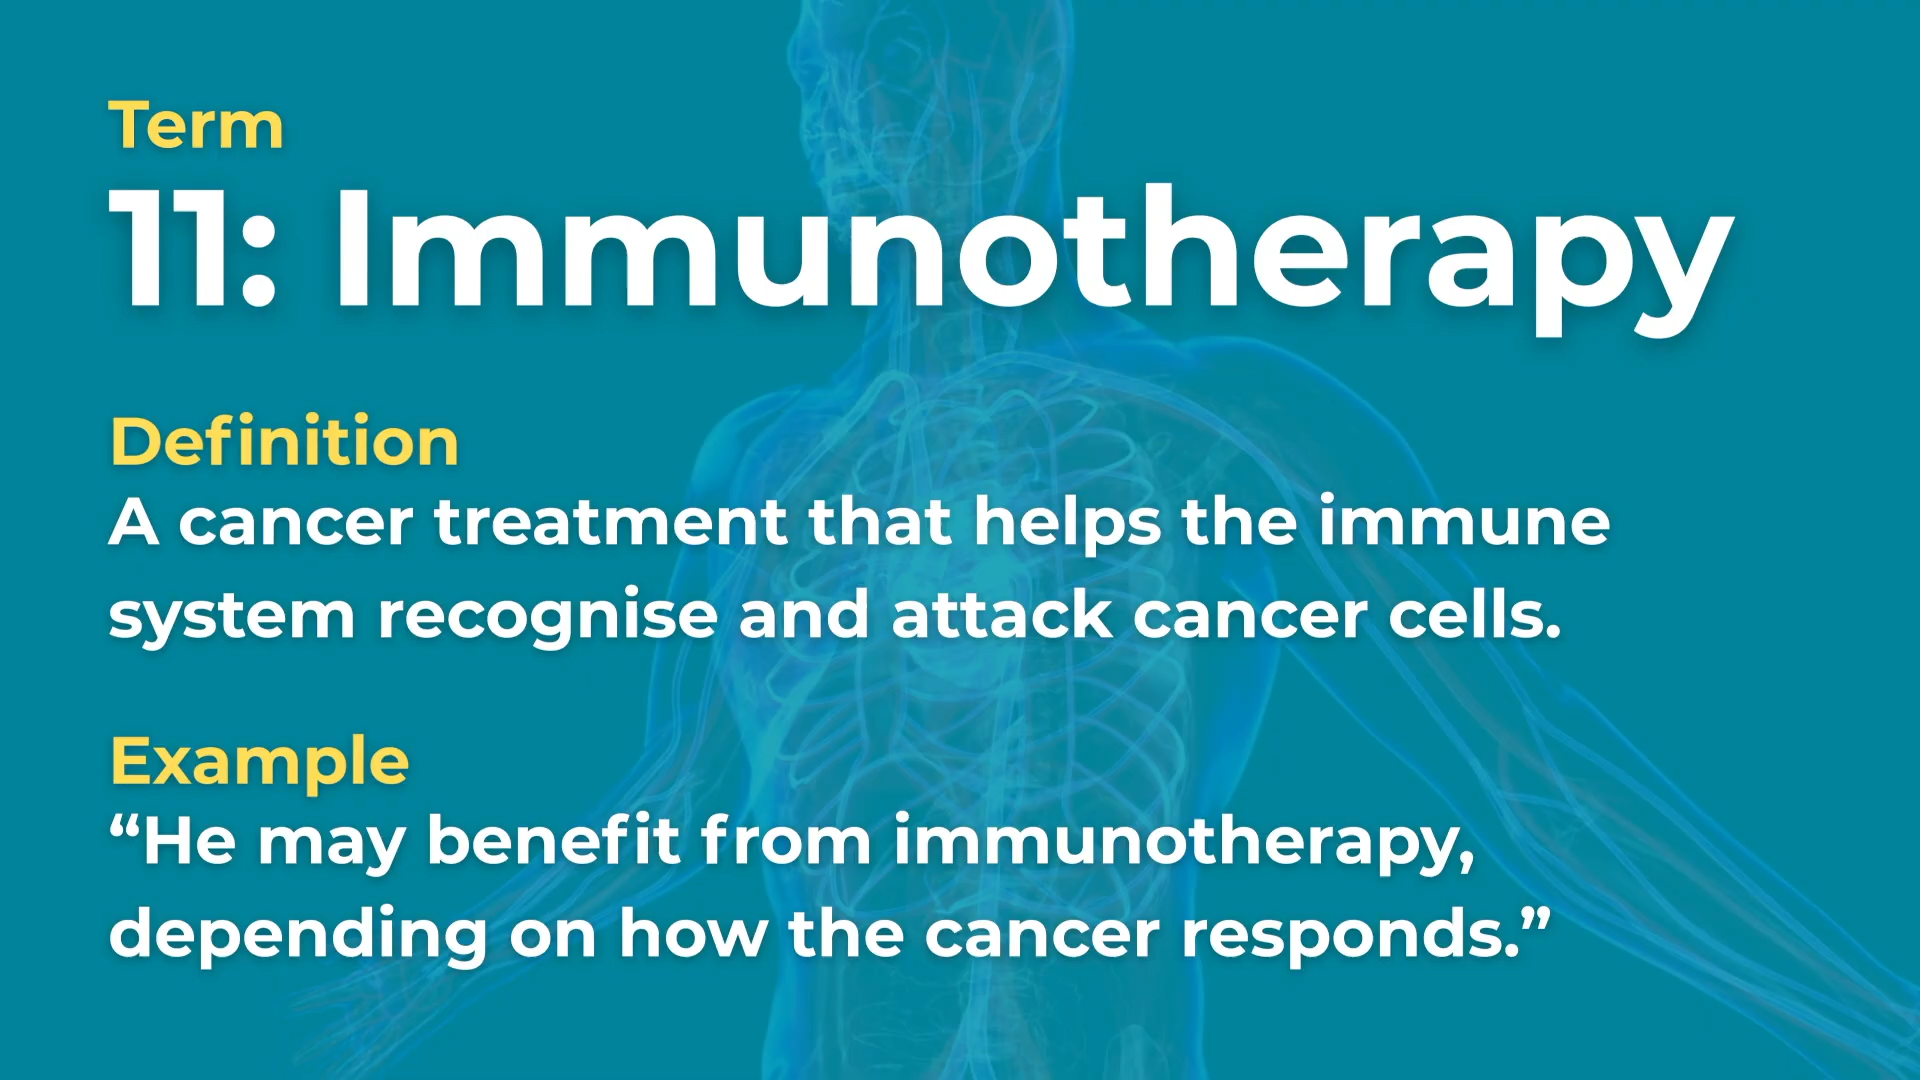 Term
11: Immunotherapy
Definition
A cancer treatment that helps the immune
system recognise and attack cancer cells.
Example
“He may benefit from immunotherapy,
depending on how the cancer responds.”